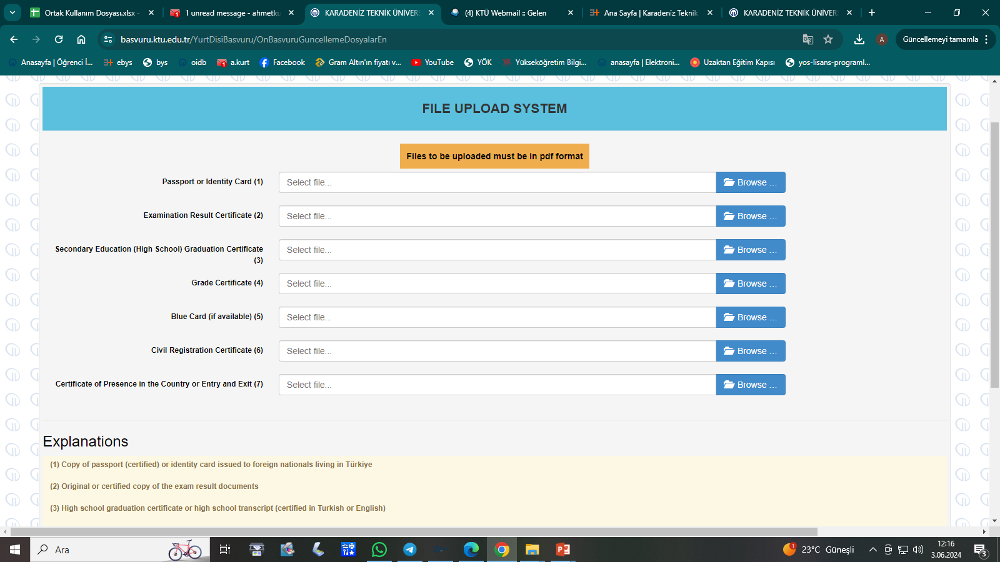 Ortak Kullanım Dosyası.xlsx -
1 unread message - ahmetku
KARADENİZ TEKNİK ÜNİVERS
(4) KTÜ Webmail :: Gelen
Ana Sayfa | Karadeniz Teknik
KARADENİZ TEKNİK ÜNİVERS
basvuru.ktu.edu.tr/YurtDisiBasvuru/OnBasvuruGuncellemeDosyalarEn
A
Güncellemeyi tamamla
Anasayfa | Öğrenci İ...
ebys
bys
oidb
a.kurt
Facebook
Gram Altın'ın fiyatı v...
YouTube
YÖK
Yükseköğretim Bilgi...
anasayfa | Elektroni...
Uzaktan Eğitim Kapısı
yos-lisans-programl...
FILE UPLOAD SYSTEM
Files to be uploaded must be in pdf format
Passport or Identity Card (1)
Select file...
Browse ...
Examination Result Certificate (2)
Select file...
Browse ...
Secondary Education (High School) Graduation Certificate
(3)
Select file...
Browse ...
Grade Certificate (4)
Select file...
Browse ...
Blue Card (if available) (5)
Select file...
Browse ...
Civil Registration Certificate (6)
Select file...
Browse ...
Certificate of Presence in the Country or Entry and Exit (7)
Select file...
Browse ...
Explanations
(1) Copy of passport (certified) or identity card issued to foreign nationals living in Türkiye
(2) Original or certified copy of the exam result documents
(3) High school graduation certificate or high school transcript (certified in Turkish or English)
Ara
1
23°C Güneşli
12:16
3.06.2024
3